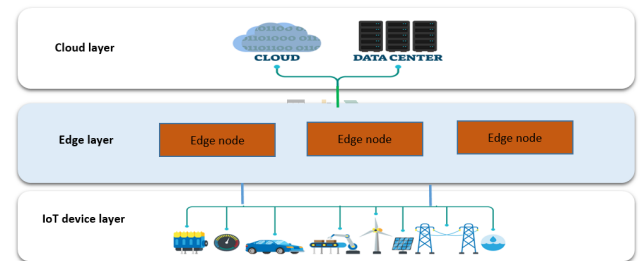 Cloud layer
CLOUD
DATA CENTER
Edge layer
Edge node
Edge node
Edge node
IoT device layer